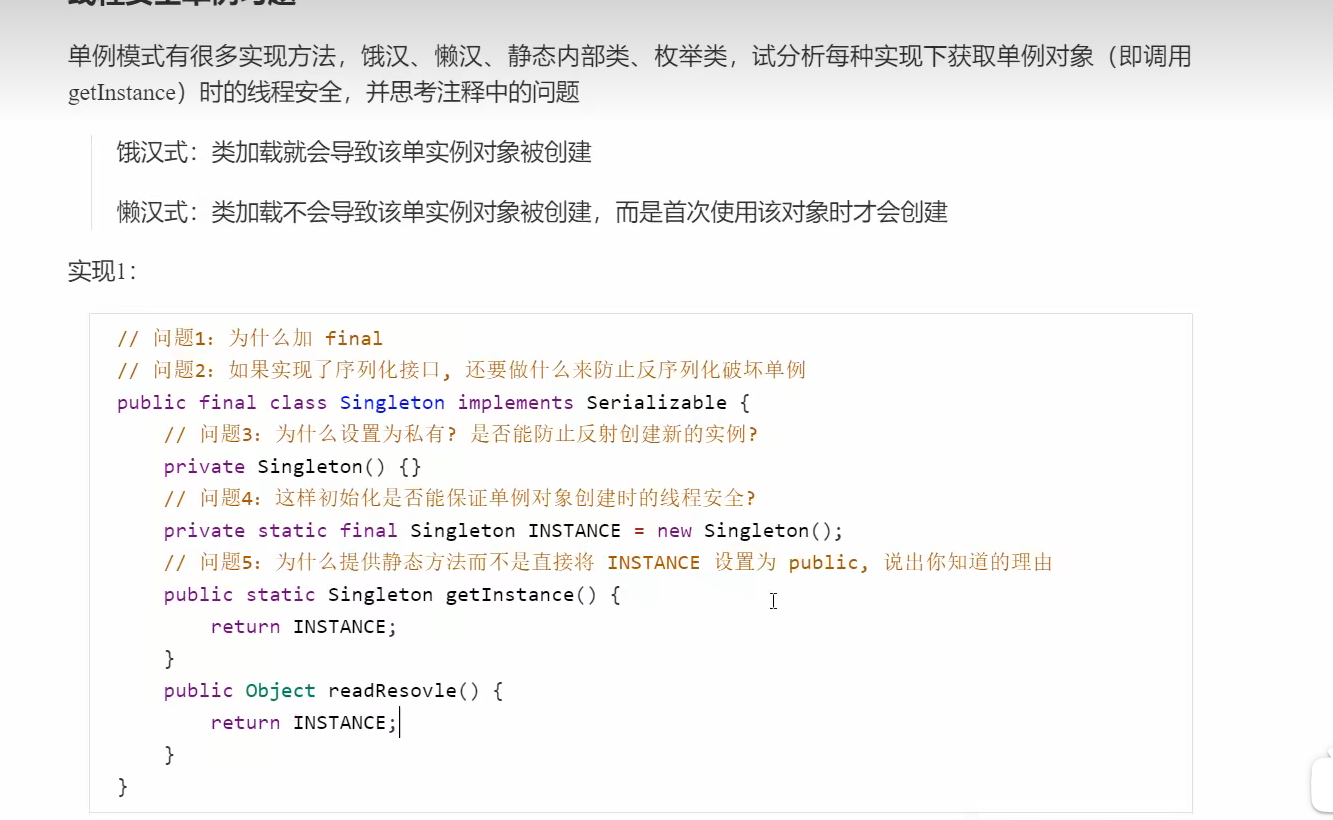 线程安全单例习题
单例模式有很多实现方法，饿汉、懒汉、静态内部类、枚举类，试分析每种实现下获取单例对象（即调用
getInstance）时的线程安全，并思考注释中的问题
饿汉式：类加载就会导致该单实例对象被创建
懒汉式：类加载不会导致该单实例对象被创建，而是首次使用该对象时才会创建
实现1：
// 问题1：为什么加 final
// 问题2：如果实现了序列化接口, 还要做什么来防止反序列化破坏单例
public final class Singleton implements Serializable {
// 问题3：为什么设置为私有? 是否能防止反射创建新的实例?
private Singleton() {}
// 问题4：这样初始化是否能保证单例对象创建时的线程安全?
private static final Singleton INSTANCE = new Singleton();
// 问题5：为什么提供静态方法而不是直接将 INSTANCE 设置为 public, 说出你知道的理由
public static Singleton getInstance() {
return INSTANCE;
}
public Object readResovle() {
return INSTANCE;
}
}